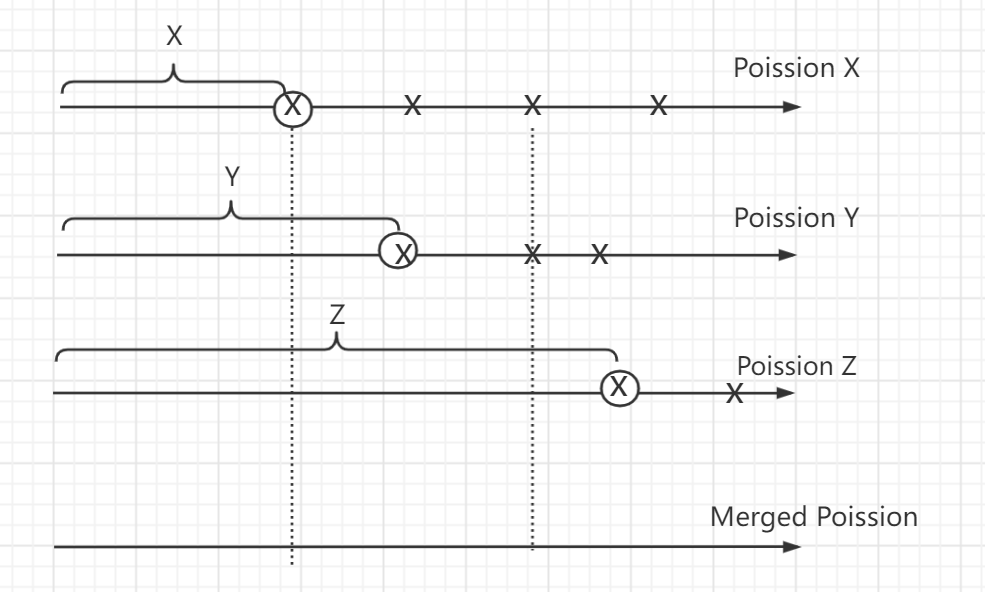 X
Poission X
X X X X
Y
Poission Y
X X X
Z
Poission Z
X X
Merged Poission